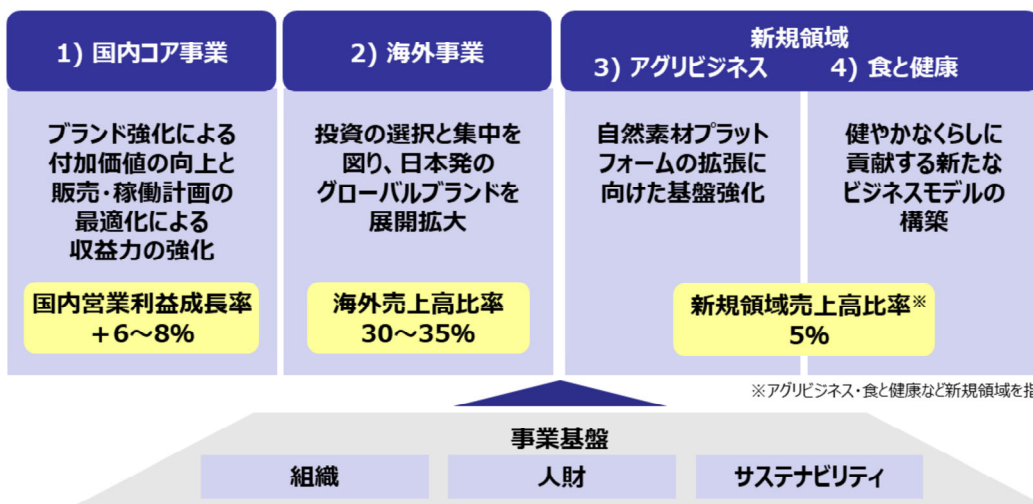 1) 国内コア事業
2) 海外事業
新規領域
3) アグリビジネス
4) 食と健康
ブランド強化による
付加価値の向上と
販売・稼働計画の
最適化による
収益力の強化
投資の選択と集中を
図り、日本発の
グローバルブランドを
展開拡大
自然素材プラット
フォームの拡張に
向けた基盤強化
健やかなくらしに
貢献する新たな
ビジネスモデルの
構築
国内営業利益成長率
+6~8%
海外売上高比率
30~35%
新規領域売上高比率※
5%
※アグリビジネス・食と健康など新規領域を指
事業基盤
組織
人財
サステナビリティ